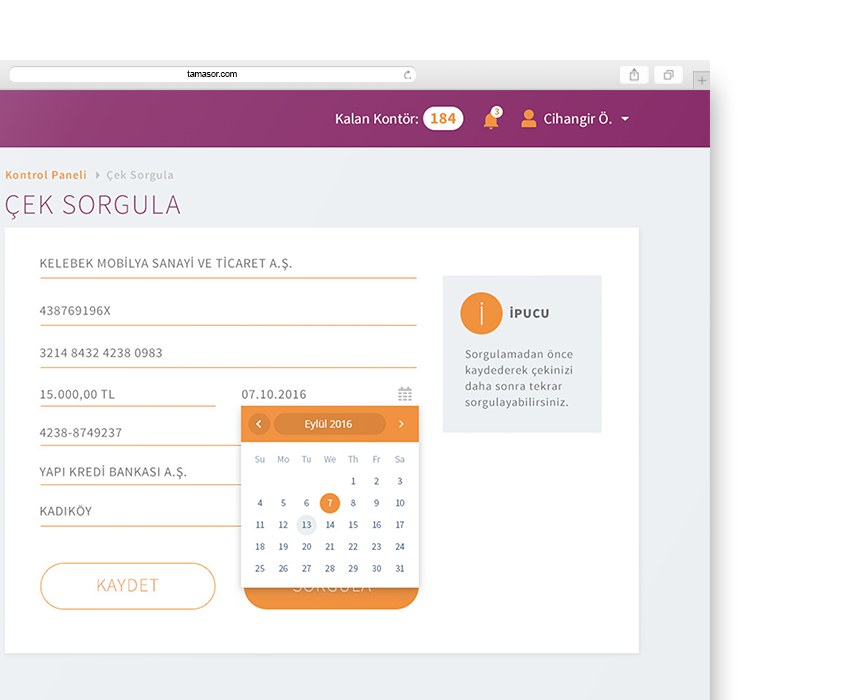 tamasor.com
Kalan Kontör: 184 3 Cihangir Ö.
Kontrol Paneli Çek Sorgula
ÇEK SORGULA
KELEBEK MOBİLYA SANAYİ VE TİCARET A.Ş.
438769196X
3214 8432 4238 0983
15.000,00 TL 07.10.2016
4238-8749237
YAPI KREDİ BANKASI A.Ş.
KADIKÖY
Eylül 2016
Su Mo Tu We Th Fr Sa
1 2 3
4 5 6 7 8 9 10
11 12 13 14 15 16 17
18 19 20 21 22 23 24
25 26 27 28 29 30 31
KAYDET SORGULA
i İPUCU
Sorgulamadan önce
kaydederek çekinizi
daha sonra tekrar
sorgulayabilirsiniz.